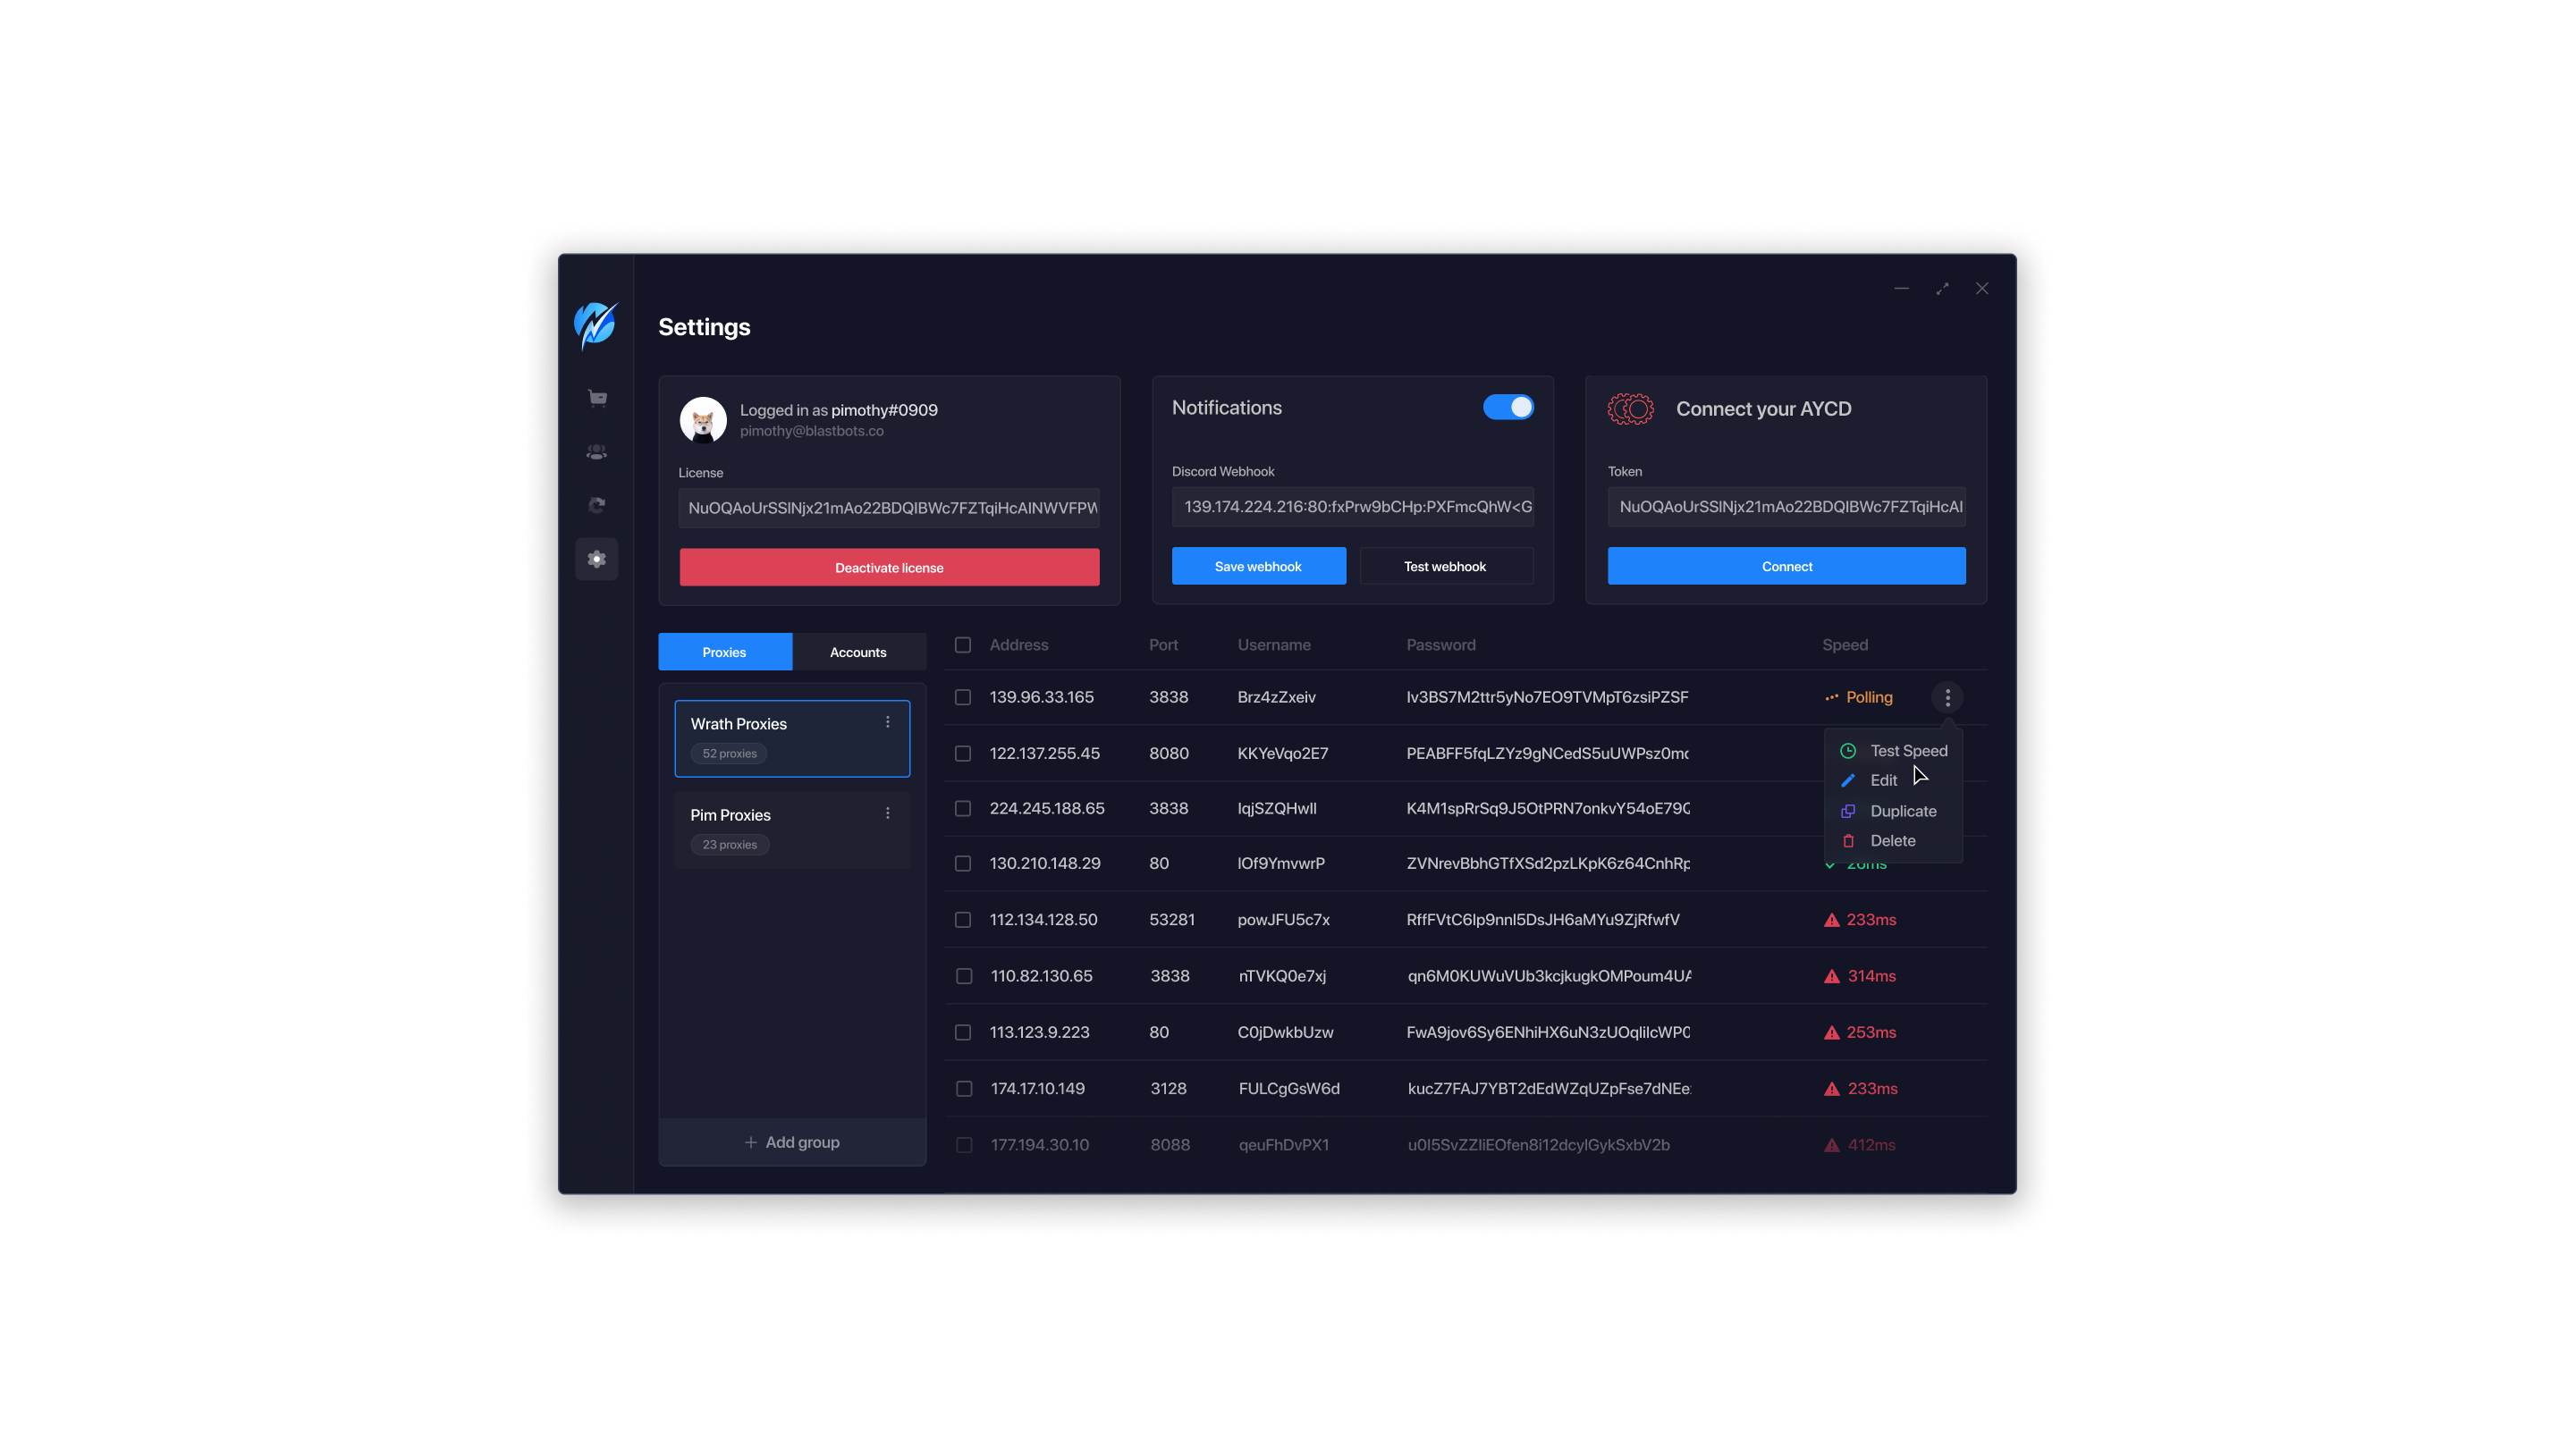 Settings
Logged in as pimothy#0909
pimothy@blastbots.co
License
NuOQAoUrSSINjx21mAo22BDQIBWc7FZTqiHcAINWVFPW
Deactivate license
Notifications
Discord Webhook
139.174.224.216:80:fxPrw9bCHp:PXFmcQhW<G
Save webhook Test webhook
Connect your AYCD
Token
NuOQAoUrSSINjx21mAo22BDQIBWc7FZTqiHcAI
Connect
Proxies Accounts
Wrath Proxies
52 proxies
Pim Proxies
23 proxies
Add group
Address Port Username Password Speed
139.96.33.165 3838 Brz4zZxeiv Iv3BS7M2ttr5yNo7EO9TVMpT6zsiPZSF Polling
122.137.255.45 8080 KKYeVqo2E7 PEABFF5fqLZYz9gNCedS5uUWPsz0m
224.245.188.65 3838 IqjSZQHwIl K4M1spRrSq9J5OtPRN7onkvY54oE79
130.210.148.29 80 lOf9YmvwrP ZVNrevBbhGTfXSd2pzLKpK6z64CnhRp 26ms
112.134.128.50 53281 powJFU5c7x RffFVtC6Ip9nnI5DsJH6aMYu9ZjRfwfV 233ms
110.82.130.65 3838 nTVKQ0e7xj qn6M0KUWuVUb3kcjkugkOMPoum4UA 314ms
113.123.9.223 80 C0jDwkbUzw FwA9jov6Sy6ENhiHX6uN3zUOqIilcWP0 253ms
174.17.10.149 3128 FULCgGsW6d kucZ7FAJ7YBT2dEdWZqUZpFse7dNEe 233ms
177.194.30.10 8088 qeuFhDvPX1 u0I5SvZZIiEOfen8i12dcyIGykSxbV2b 412ms
Test Speed
Edit
Duplicate
Delete